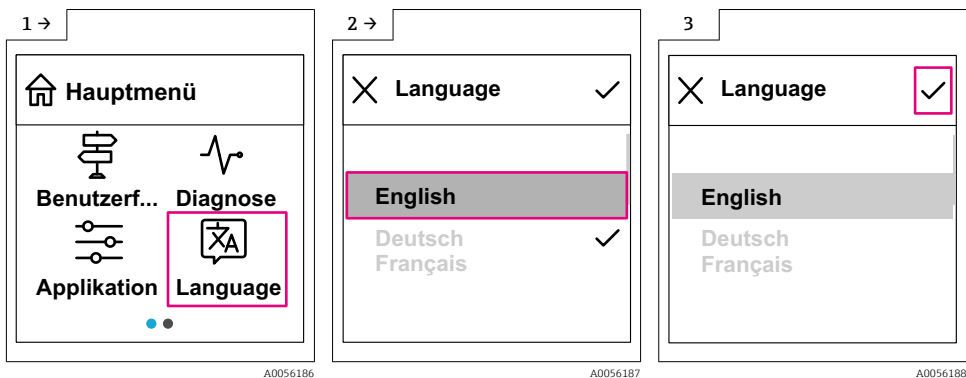 1 →
Hauptmenü
Benutzerf... Diagnose
Applikation Language
A0056186
2 →
Language
English
Deutsch
Français
A0056187
3
Language
English
Deutsch
Français
A0056188